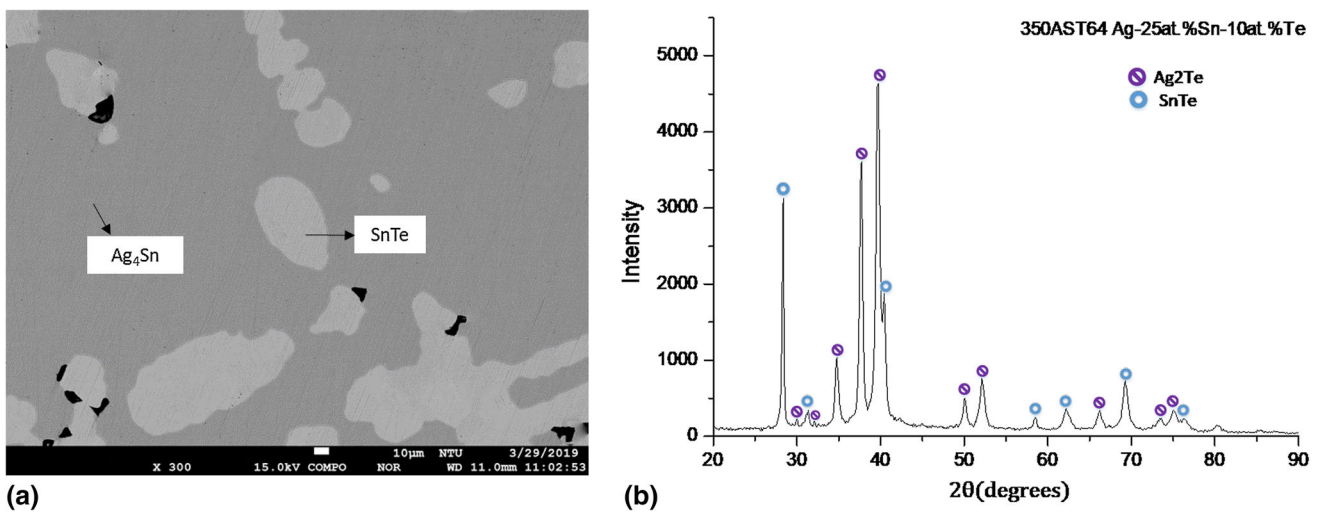 Ag4Sn
SnTe
10μm NTU 3/29/2019
X 300 15.0kV COMPO NOR WD 11.0mm 11:02:53
(a)
350AST64 Ag-25at.%Sn-10at.%Te
Ag2Te
SnTe
5000
4000
3000
2000
1000
0
Intensity
20 30 40 50 60 70 80 90
2θ(degrees)
(b)